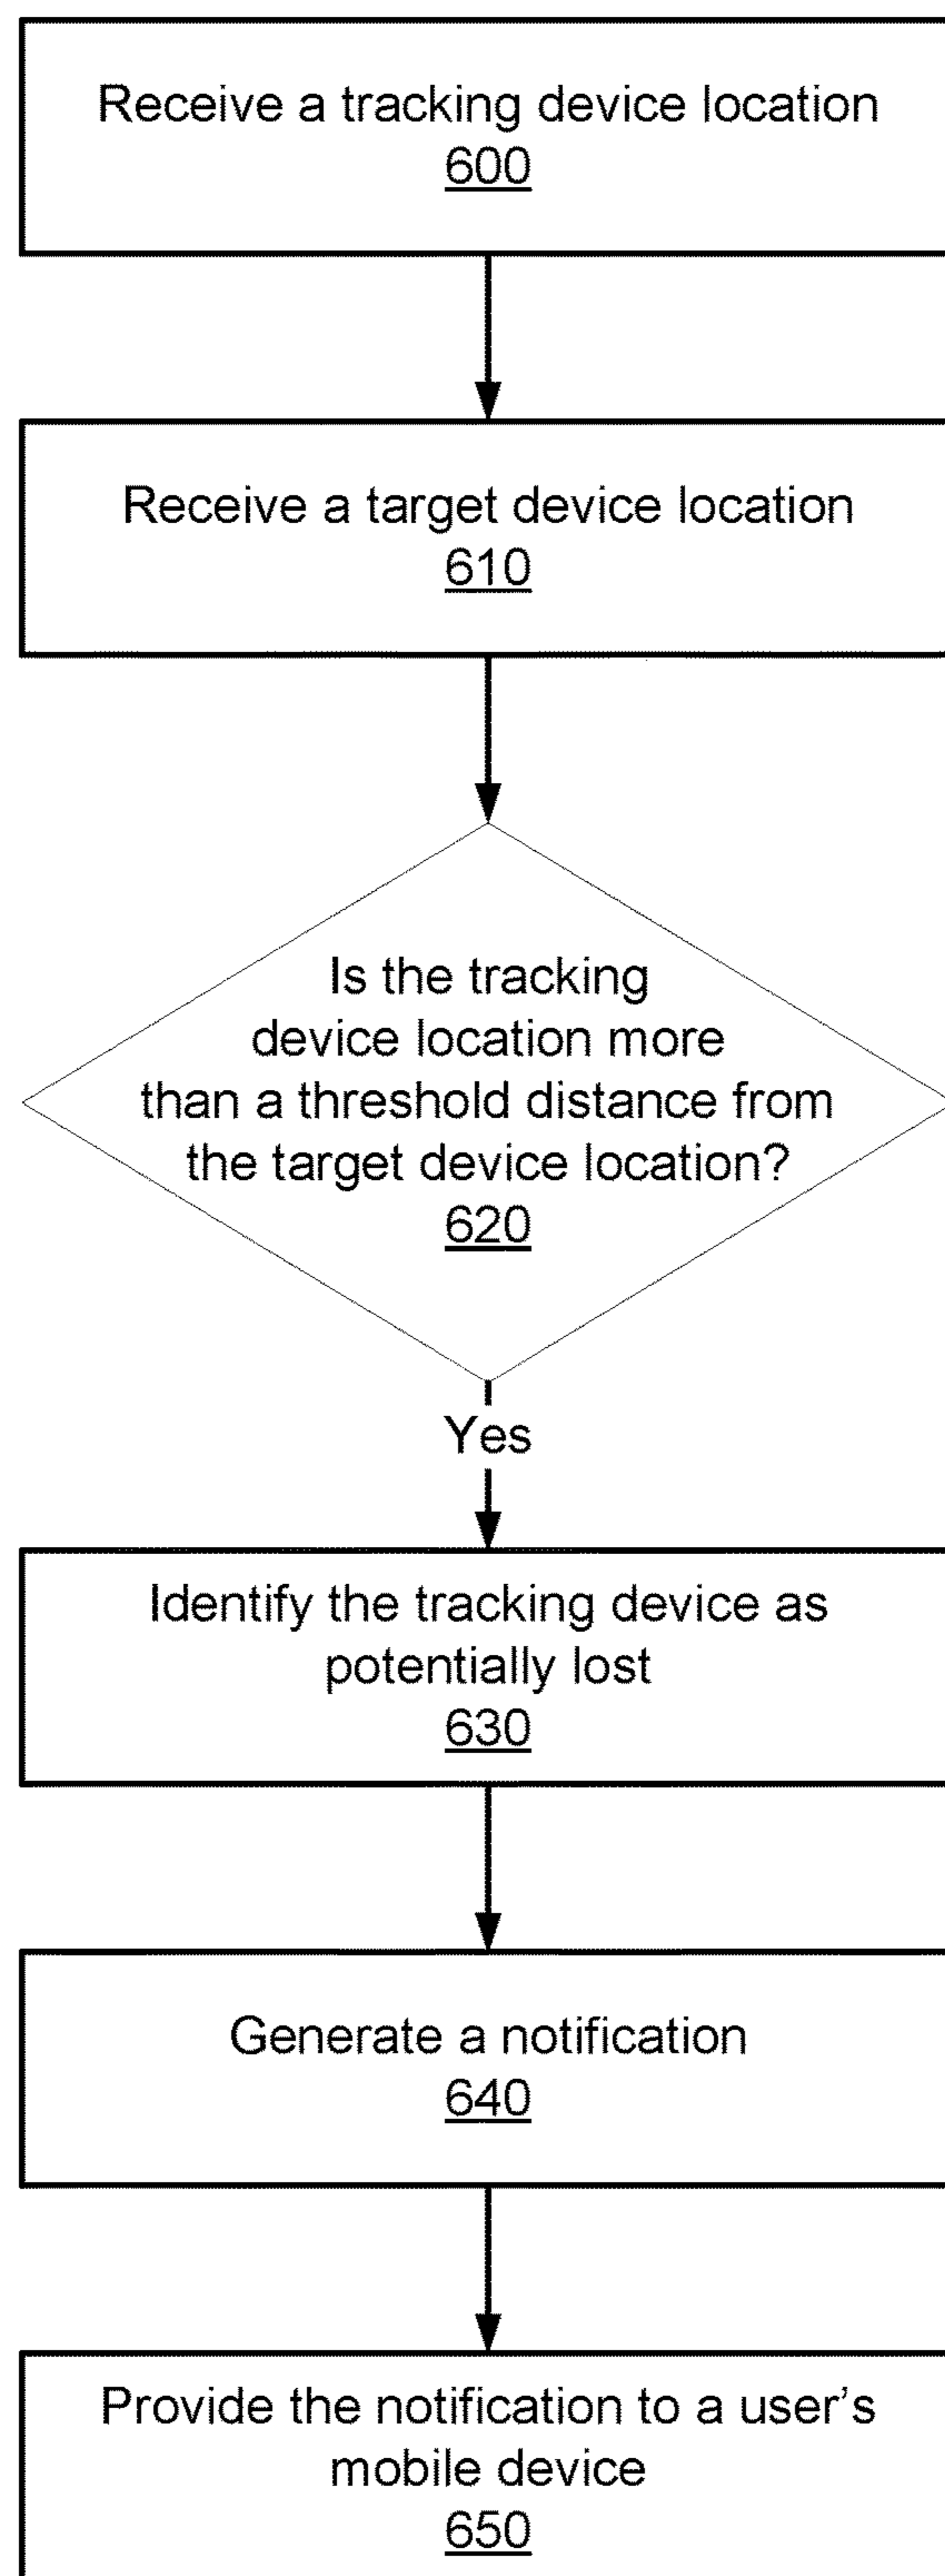 Receive a tracking device location
600
Receive a target device location
610
Is the tracking
device location more
than a threshold distance from
the target device location?
620
Yes
Identify the tracking device as
potentially lost
630
Generate a notification
640
Provide the notification to a user's
mobile device
650